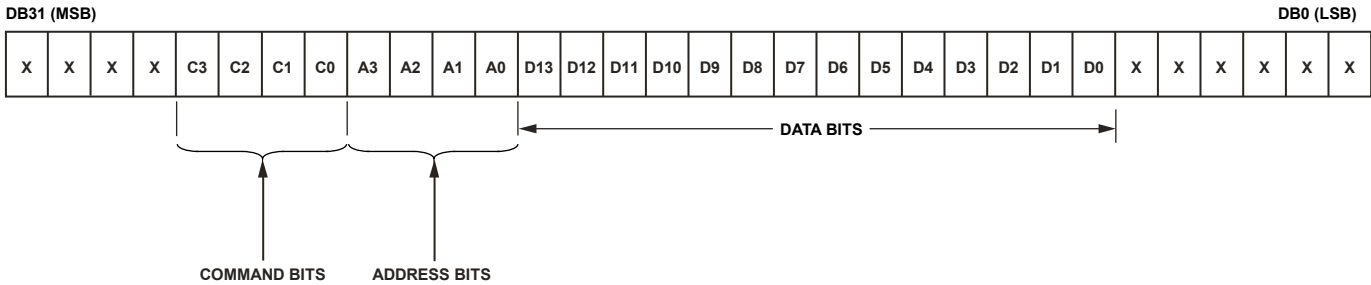 DB31 (MSB) DB0 (LSB)
X X X X C3 C2 C1 C0 A3 A2 A1 A0 D13 D12 D11 D10 D9 D8 D7 D6 D5 D4 D3 D2 D1 D0 X X X X X X
DATA BITS
COMMAND BITS ADDRESS BITS